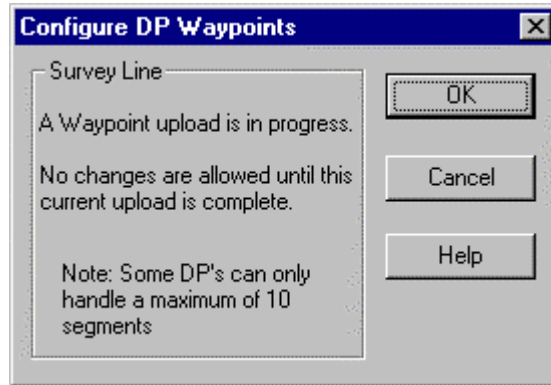 Configure DP Waypoints
Survey Line
A Waypoint upload is in progress.
No changes are allowed until this
current upload is complete.
Note: Some DP's can only
handle a maximum of 10
segments
OK
Cancel
Help